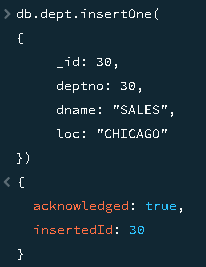 > db.dept.insertOne(
{
_id: 30,
deptno: 30,
dname: "SALES",
loc: "CHICAGO"
})
< {
acknowledged: true,
insertedId: 30
}